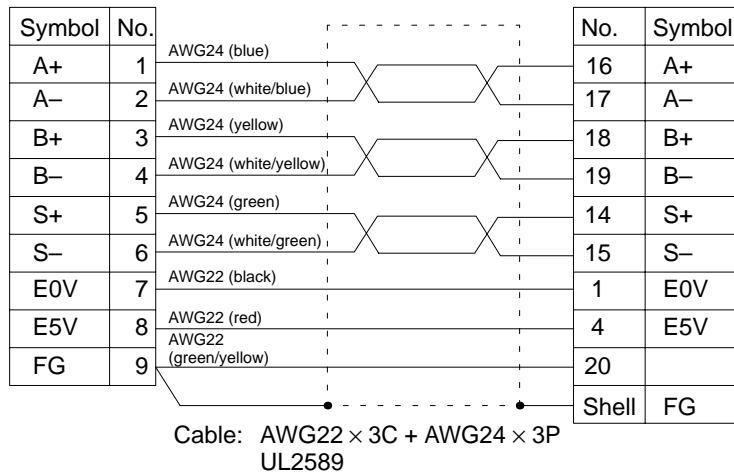 Symbol No. No. Symbol
AWG24 (blue)
A+ 1 16 A+
AWG24 (white/blue)
A– 2 17 A–
AWG24 (yellow)
B+ 3 18 B+
AWG24 (white/yellow)
B– 4 19 B–
AWG24 (green)
S+ 5 14 S+
AWG24 (white/green)
S– 6 15 S–
AWG22 (black)
E0V 7 1 E0V
AWG22 (red)
E5V 8 4 E5V
AWG22
(green/yellow)
FG 9 20
Shell FG
Cable: AWG22 × 3C + AWG24 × 3P
UL2589